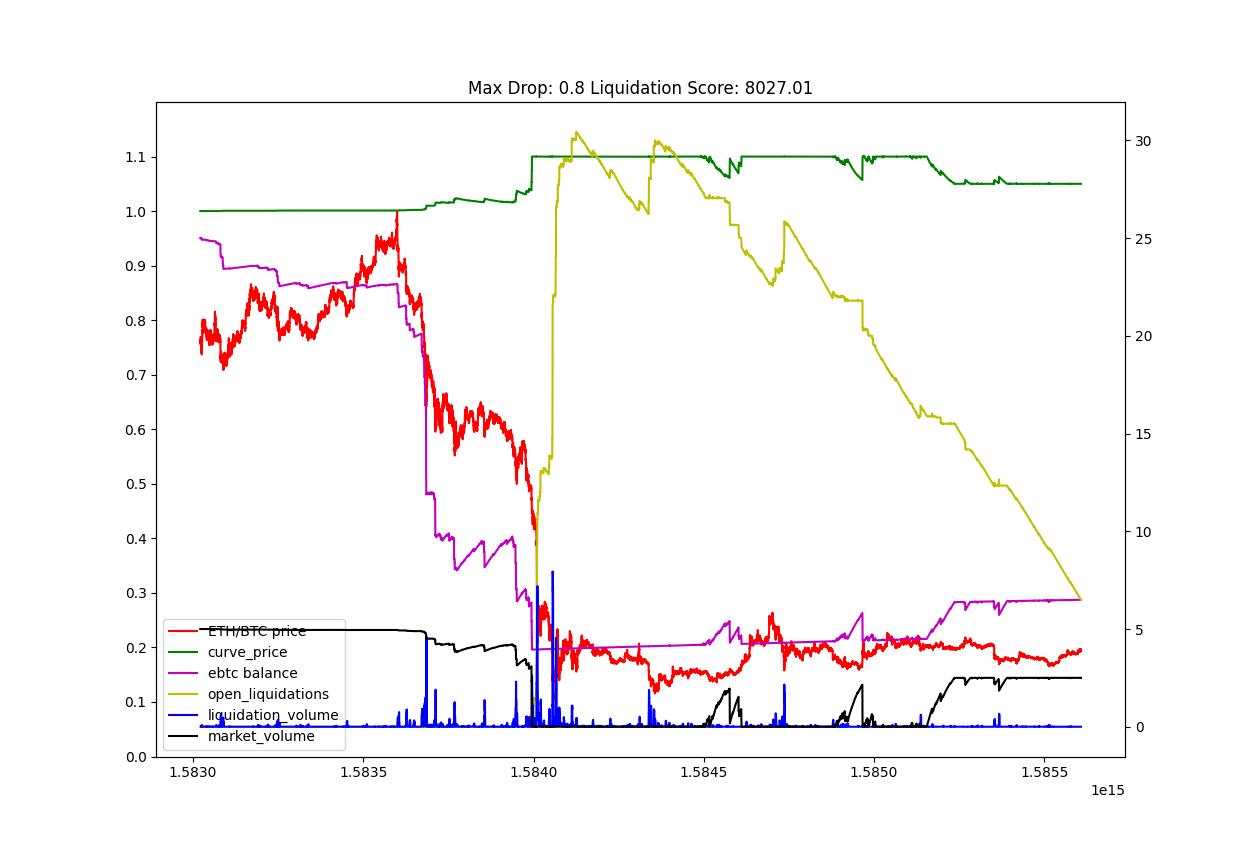 Max Drop: 0.8 Liquidation Score: 8027.01
1.1
1.0
0.9
0.8
0.7
0.6
0.5
0.4
0.3
0.2
0.1
0.0
30
25
20
15
10
5
0
ETH/BTC price
curve_price
ebtc balance
open_liquidations
liquidation_volume
market_volume
1.5830 1.5835 1.5840 1.5845 1.5850 1.5855
1e15